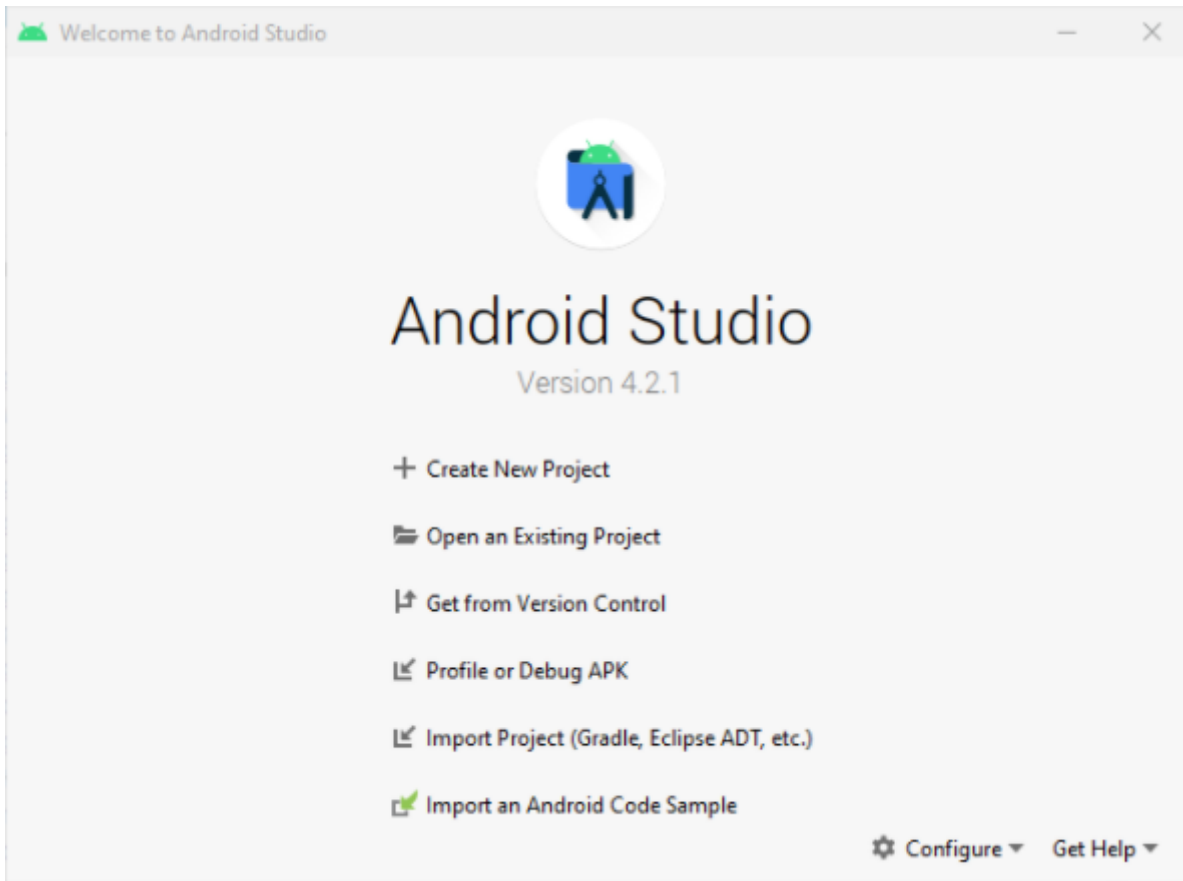 Welcome to Android Studio
Android Studio
Version 4.2.1
Create New Project
Open an Existing Project
Get from Version Control
Profile or Debug APK
Import Project (Gradle, Eclipse ADT, etc.)
Import an Android Code Sample
Configure Get Help